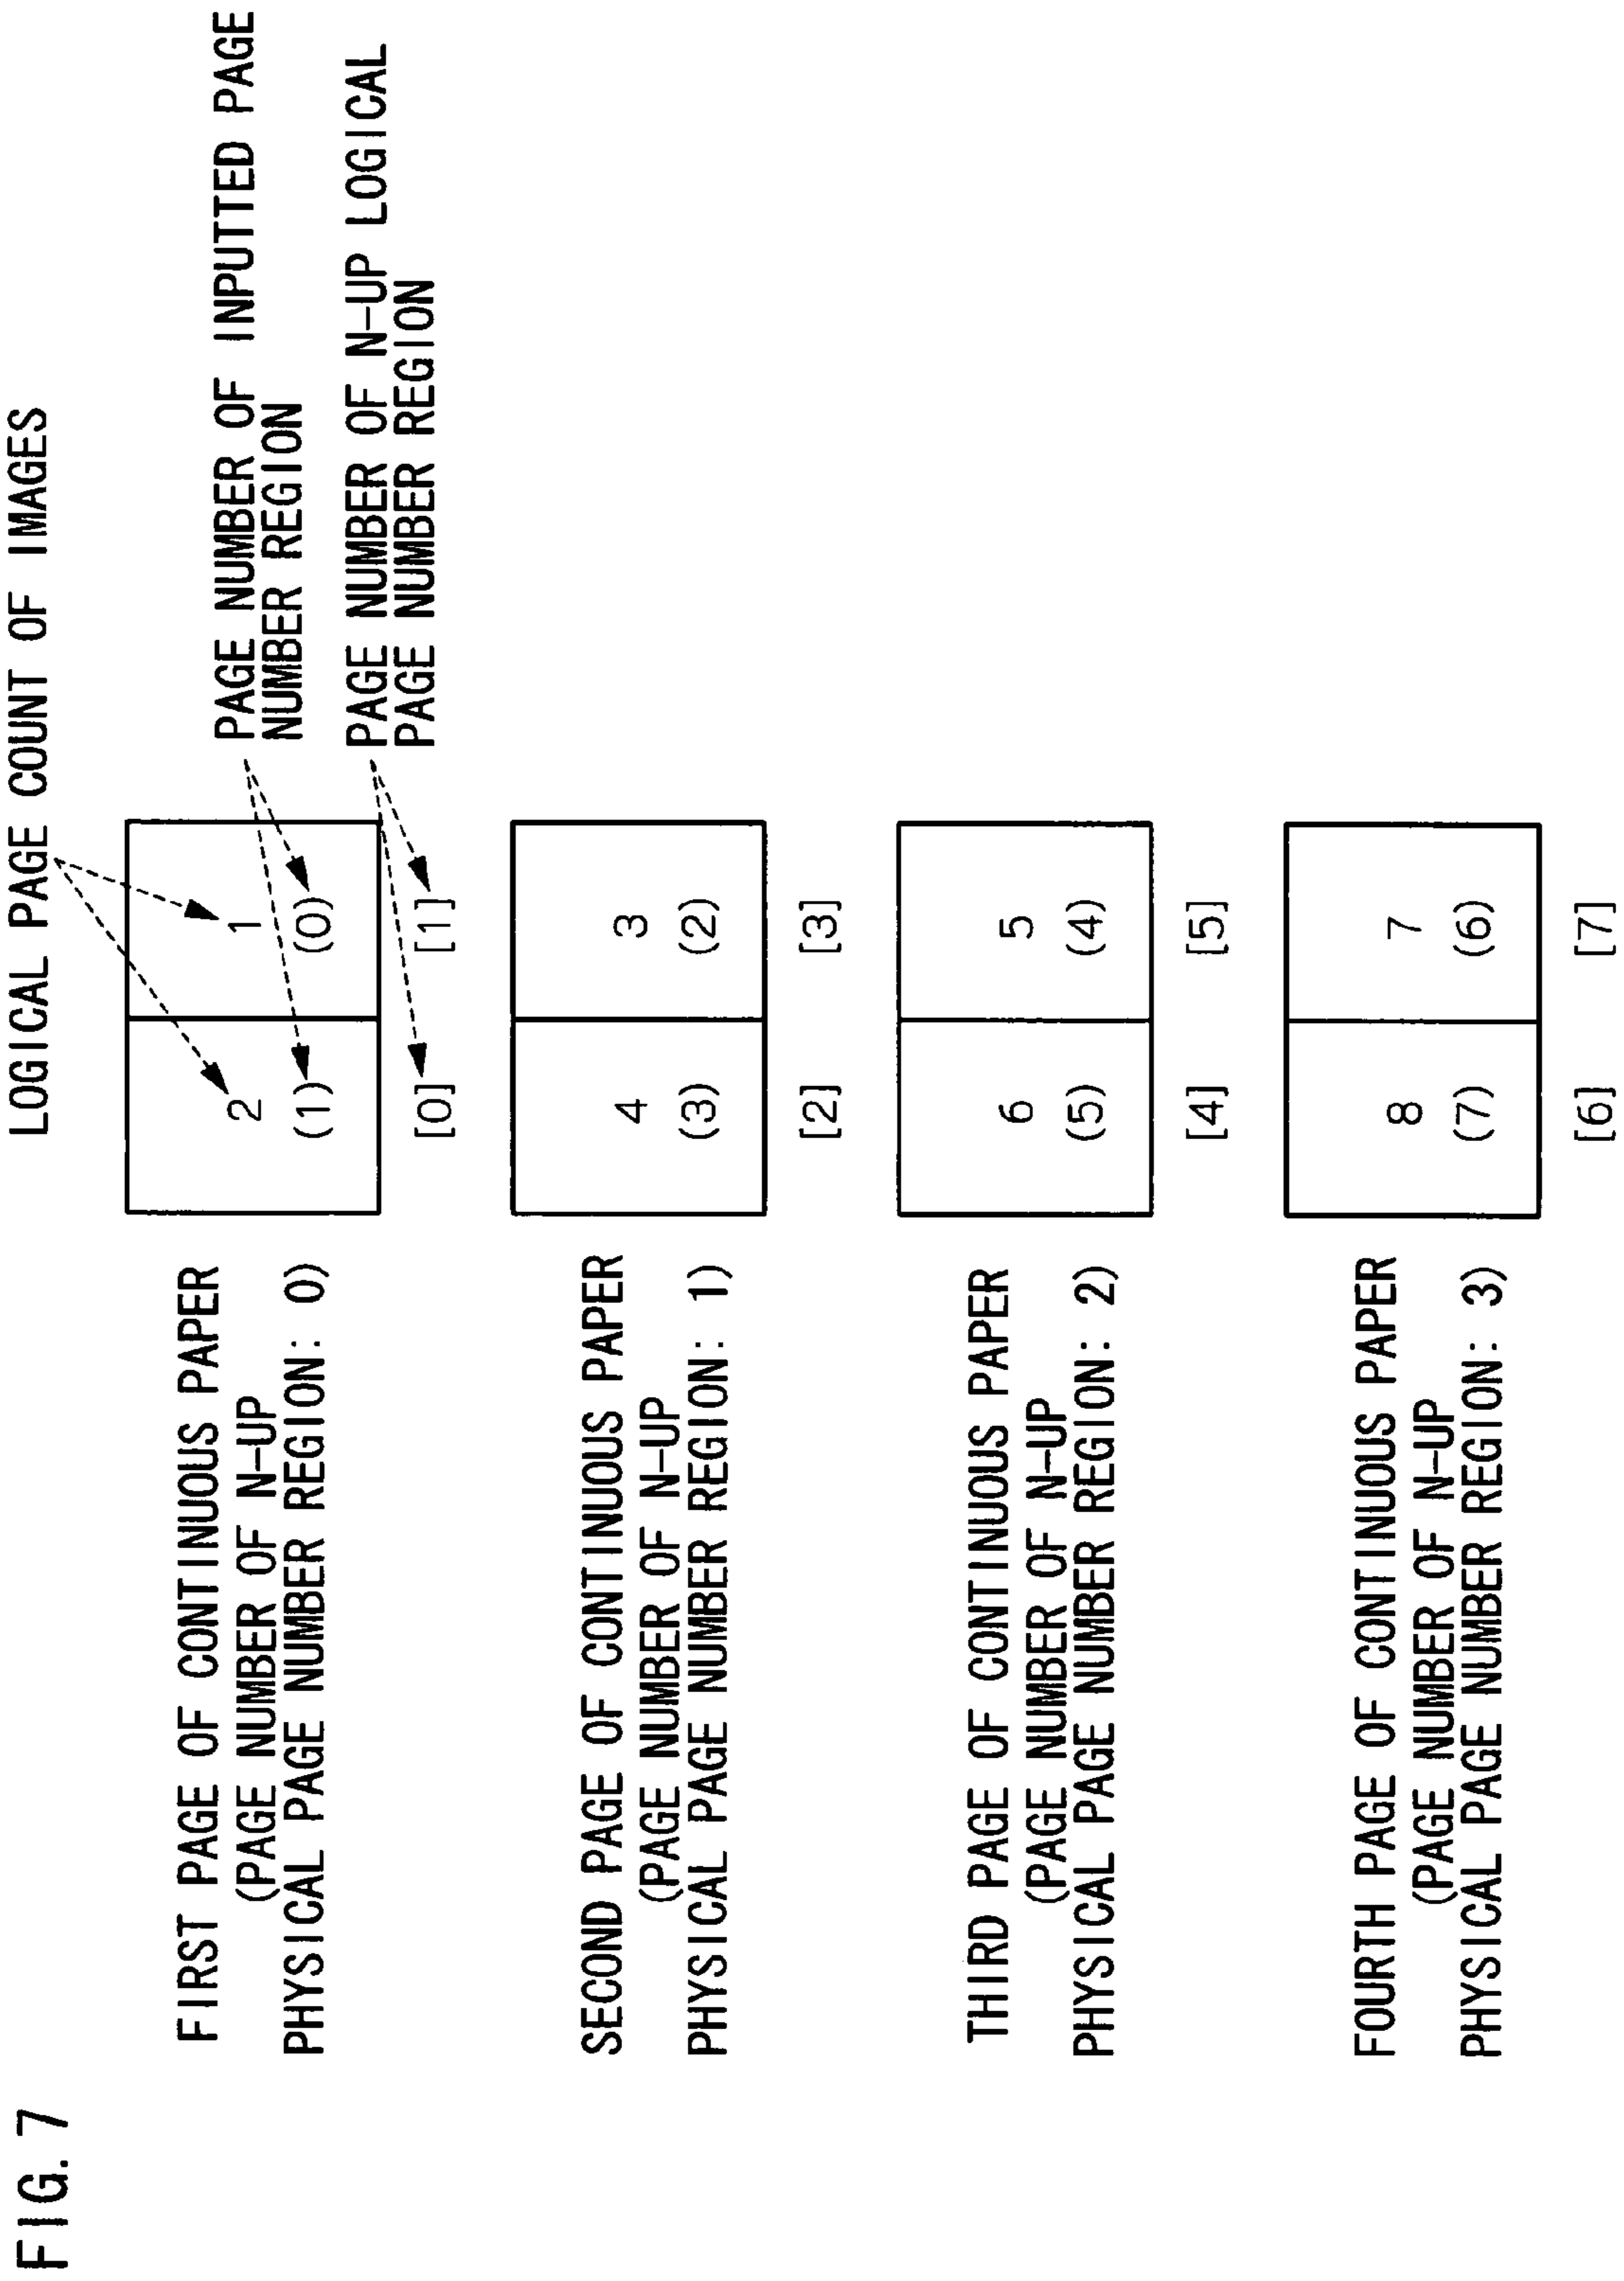 FIG. 7
LOGICAL PAGE COUNT OF IMAGES
FIRST PAGE OF CONTINUOUS PAPER
(PAGE NUMBER OF N-UP
PHYSICAL PAGE NUMBER REGION: 0)
2 1
(1) (0)
[0] [1]
PAGE NUMBER OF INPUTTED PAGE
NUMBER REGION
PAGE NUMBER OF N-UP LOGICAL
PAGE NUMBER REGION
SECOND PAGE OF CONTINUOUS PAPER
(PAGE NUMBER OF N-UP
PHYSICAL PAGE NUMBER REGION: 1)
4 3
(3) (2)
[2] [3]
THIRD PAGE OF CONTINUOUS PAPER
(PAGE NUMBER OF N-UP
PHYSICAL PAGE NUMBER REGION: 2)
6 5
(5) (4)
[4] [5]
FOURTH PAGE OF CONTINUOUS PAPER
(PAGE NUMBER OF N-UP
PHYSICAL PAGE NUMBER REGION: 3)
8 7
(7) (6)
[6] [7]